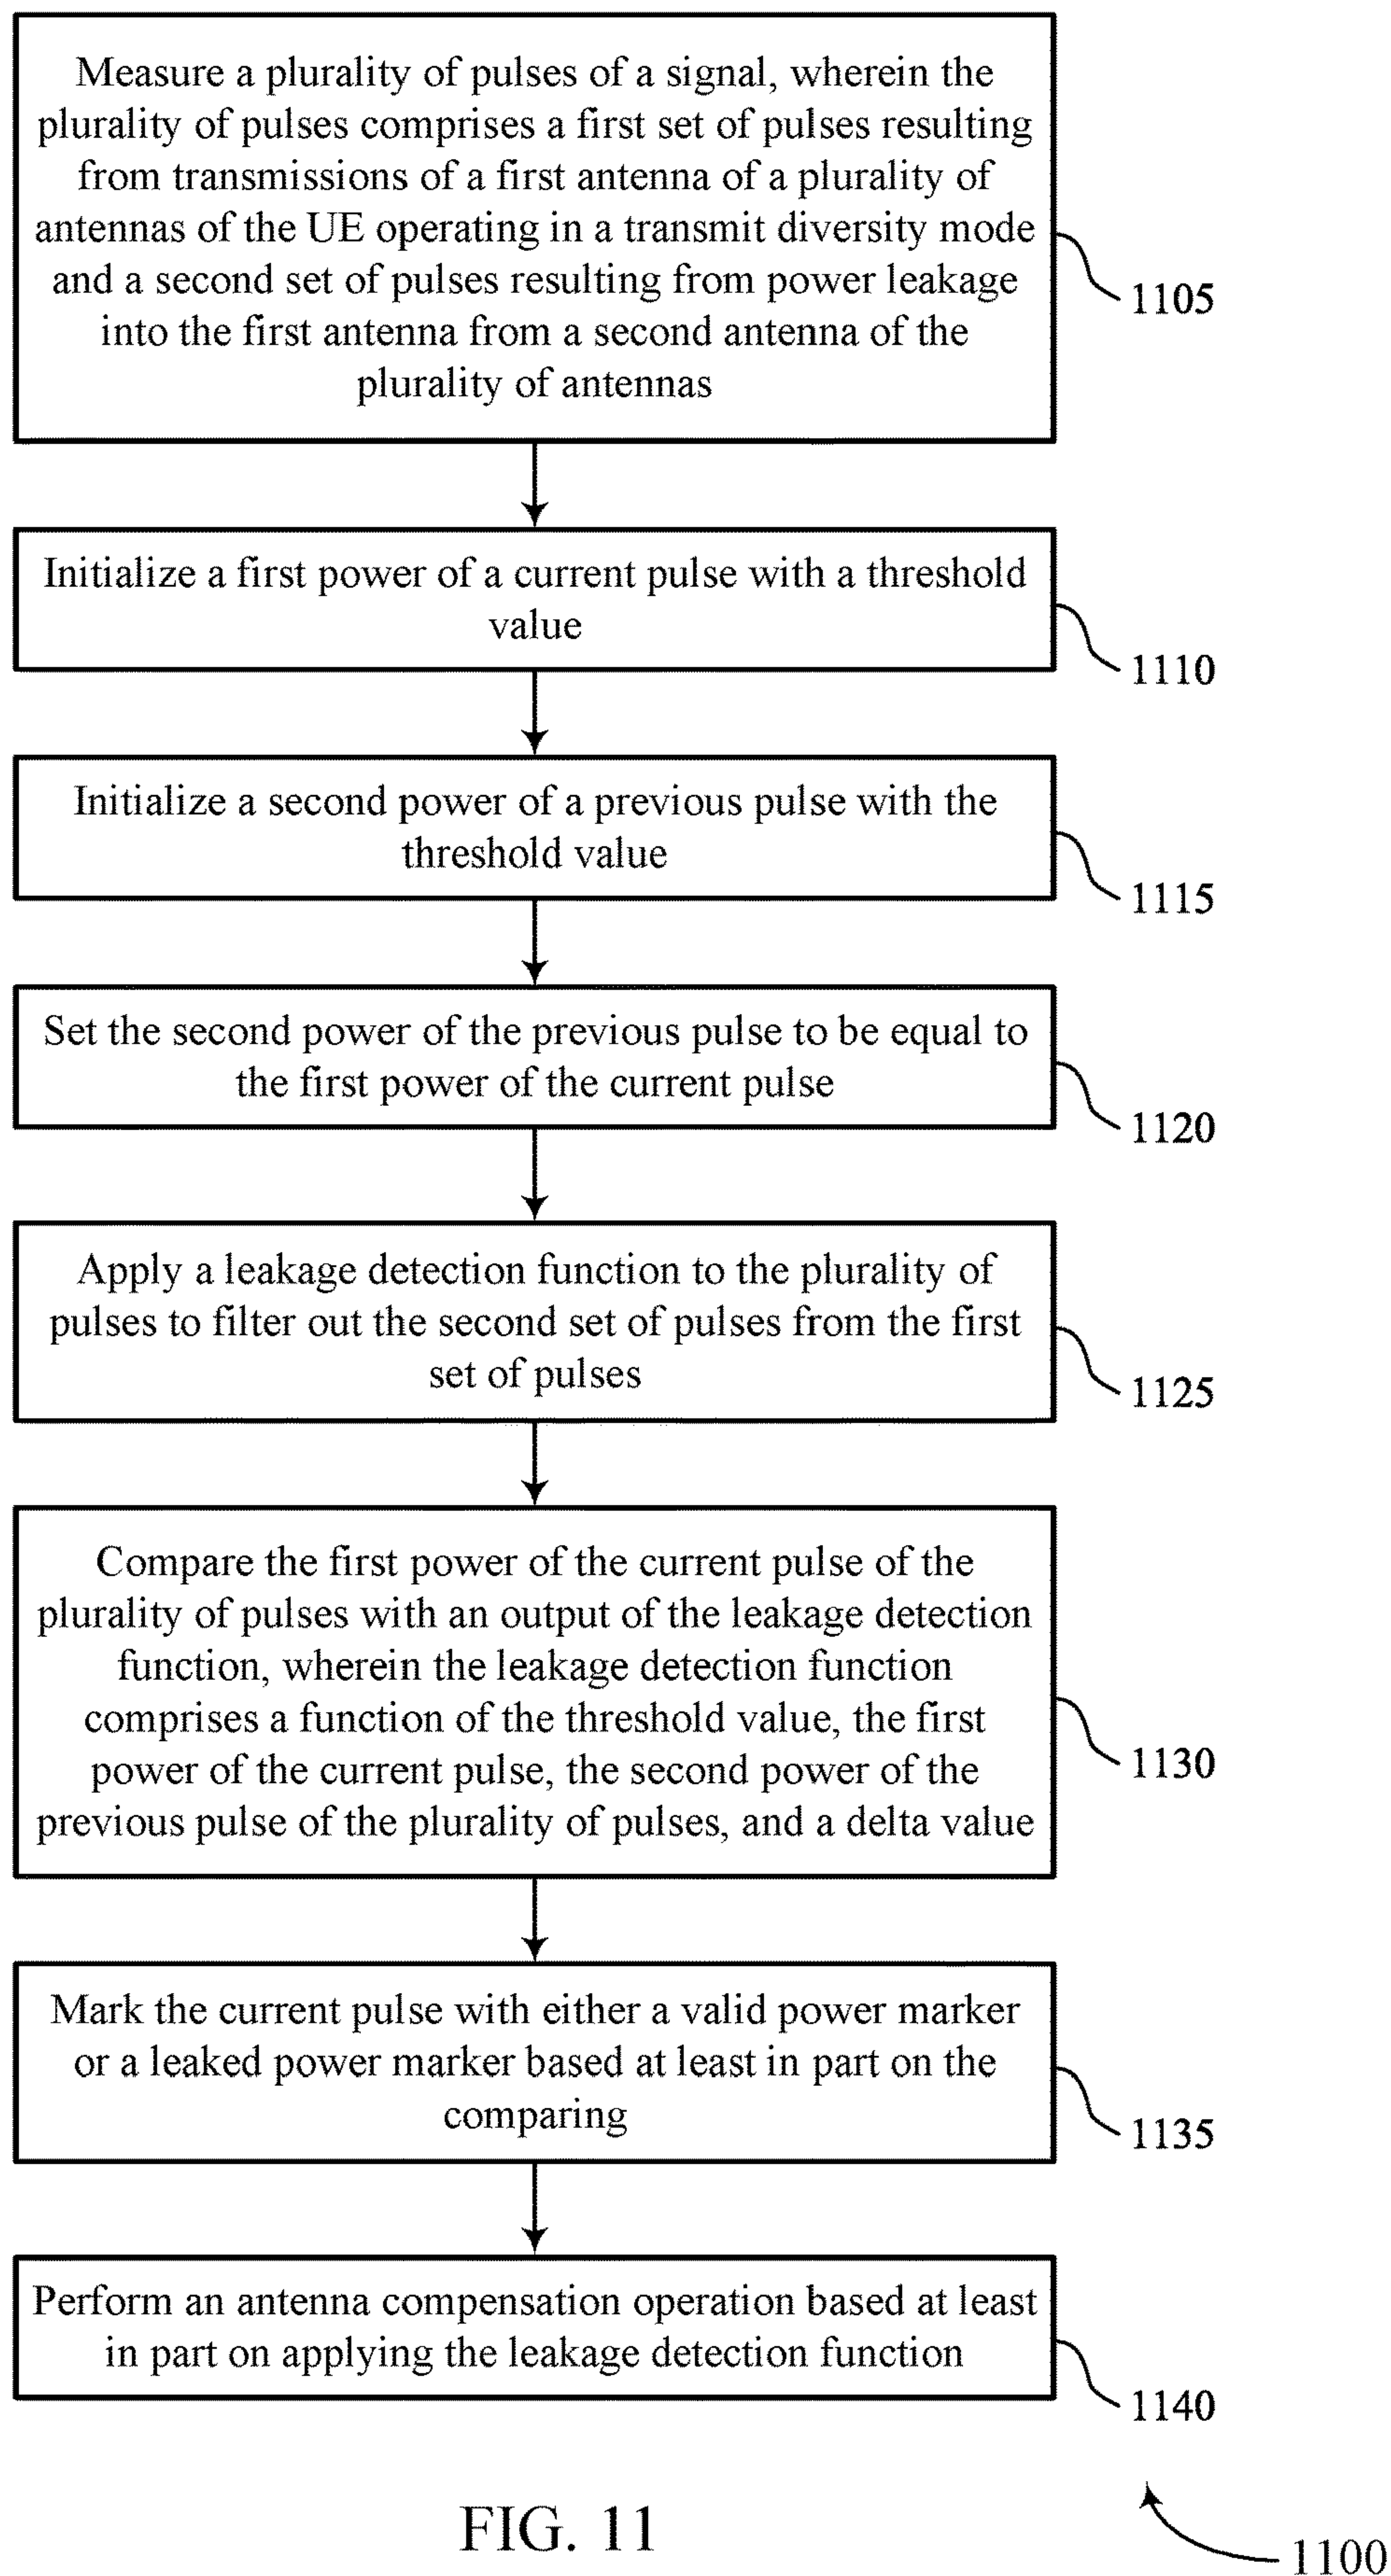 Measure a plurality of pulses of a signal, wherein the
plurality of pulses comprises a first set of pulses resulting
from transmissions of a first antenna of a plurality of
antennas of the UE operating in a transmit diversity mode
and a second set of pulses resulting from power leakage
into the first antenna from a second antenna of the
plurality of antennas
1105
Initialize a first power of a current pulse with a threshold
value
1110
Initialize a second power of a previous pulse with the
threshold value
1115
Set the second power of the previous pulse to be equal to
the first power of the current pulse
1120
Apply a leakage detection function to the plurality of
pulses to filter out the second set of pulses from the first
set of pulses
1125
Compare the first power of the current pulse of the
plurality of pulses with an output of the leakage detection
function, wherein the leakage detection function
comprises a function of the threshold value, the first
power of the current pulse, the second power of the
previous pulse of the plurality of pulses, and a delta value
1130
Mark the current pulse with either a valid power marker
or a leaked power marker based at least in part on the
comparing
1135
Perform an antenna compensation operation based at least
in part on applying the leakage detection function
1140
FIG. 11
1100